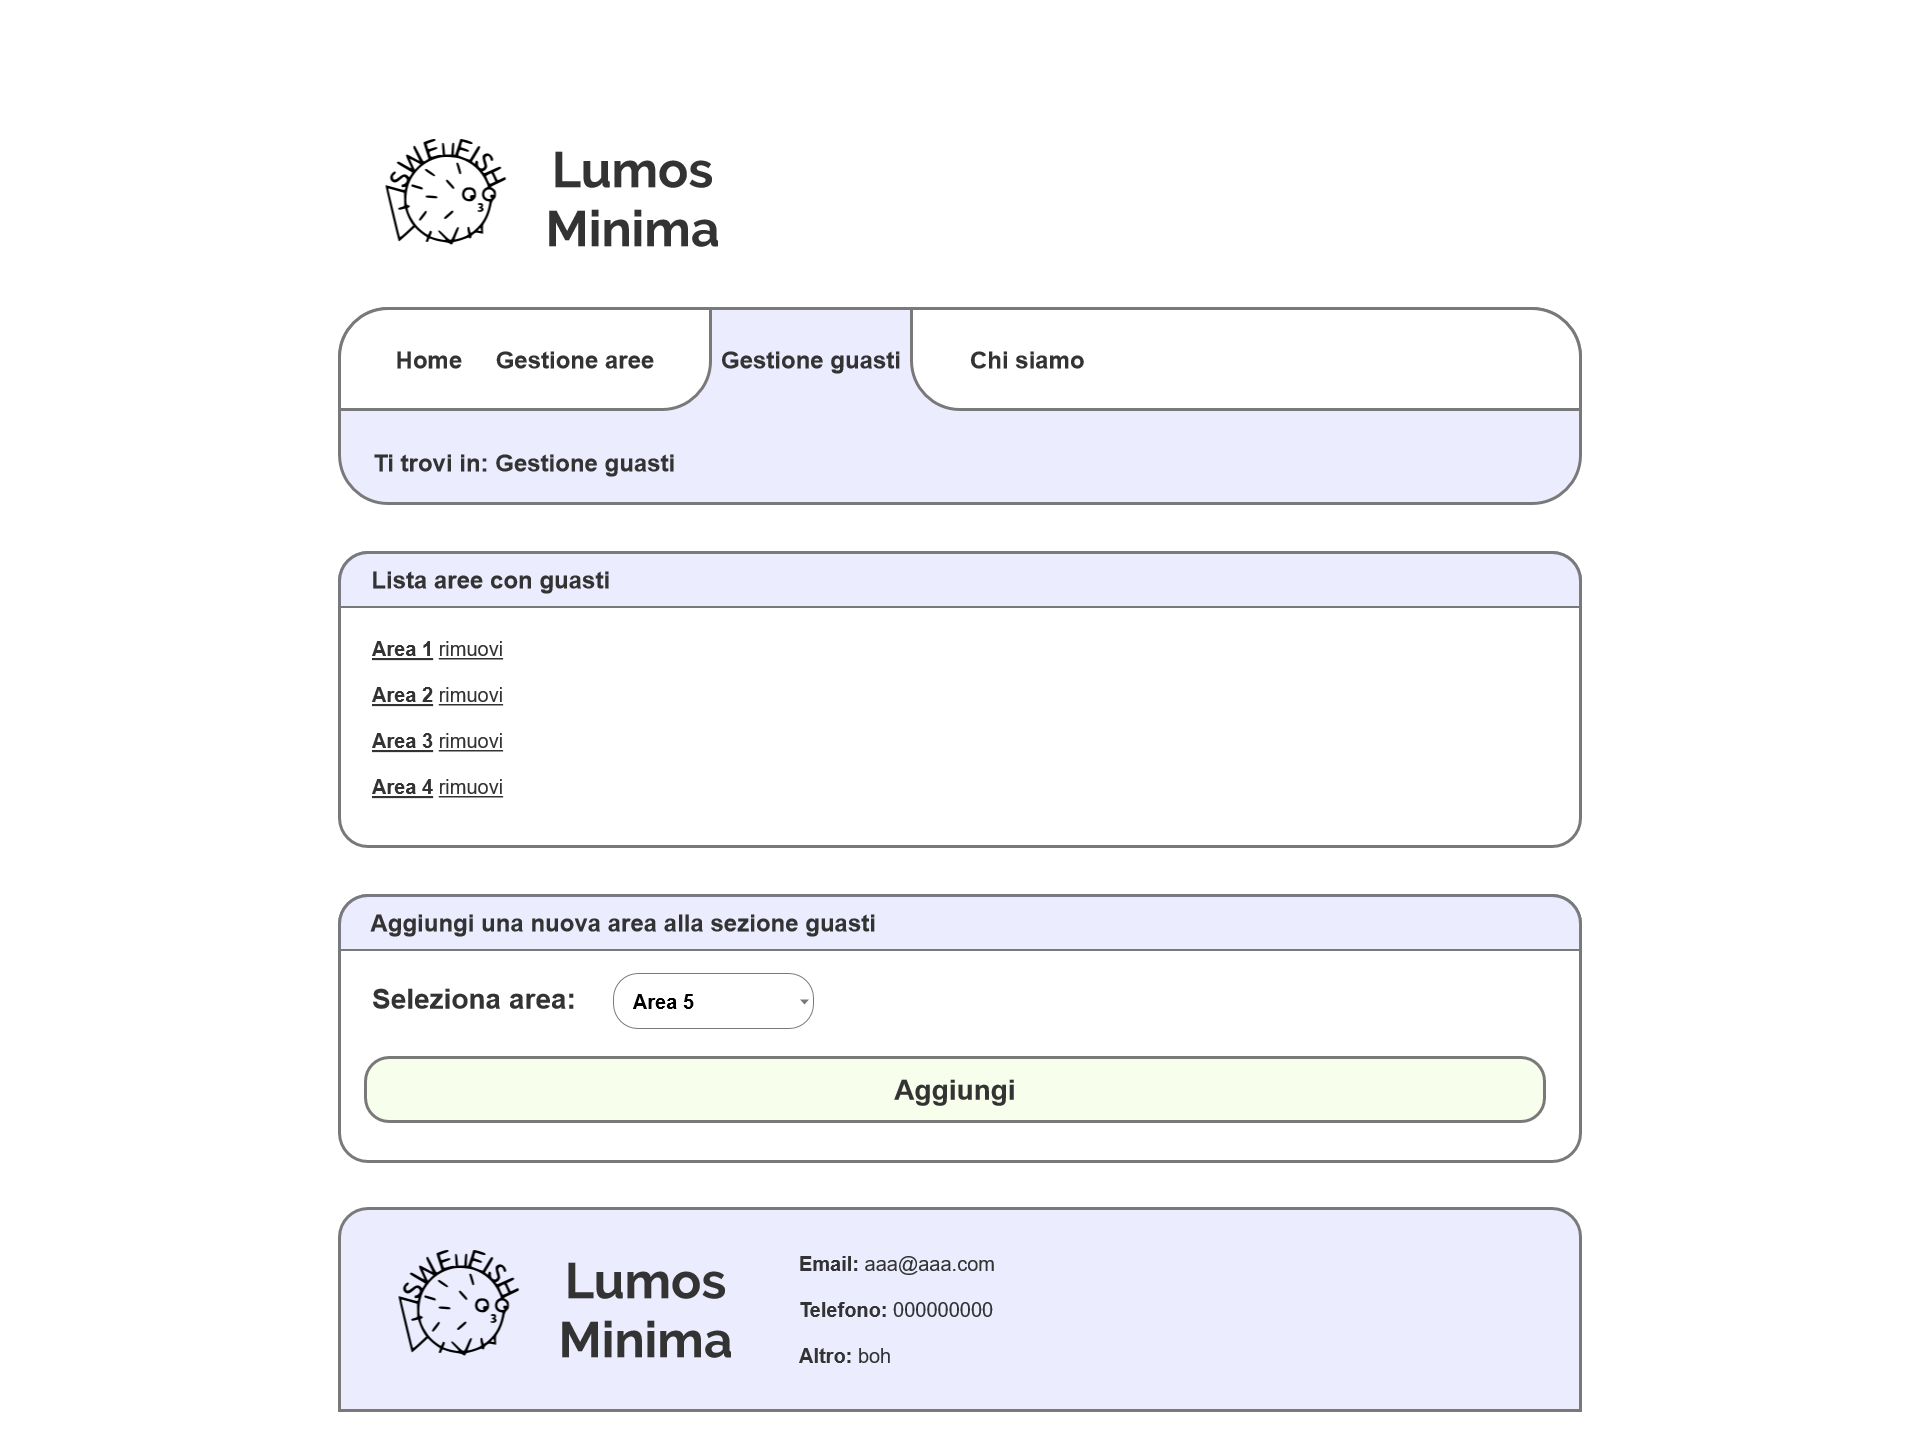 SWEᴉᴉFISH
Lumos
Minima
Home Gestione aree Gestione guasti Chi siamo
Ti trovi in: Gestione guasti
Lista aree con guasti
Area 1 rimuovi
Area 2 rimuovi
Area 3 rimuovi
Area 4 rimuovi
Aggiungi una nuova area alla sezione guasti
Seleziona area: Area 5
Aggiungi
SWEᴉᴉFISH
Lumos
Minima
Email: aaa@aaa.com
Telefono: 000000000
Altro: boh